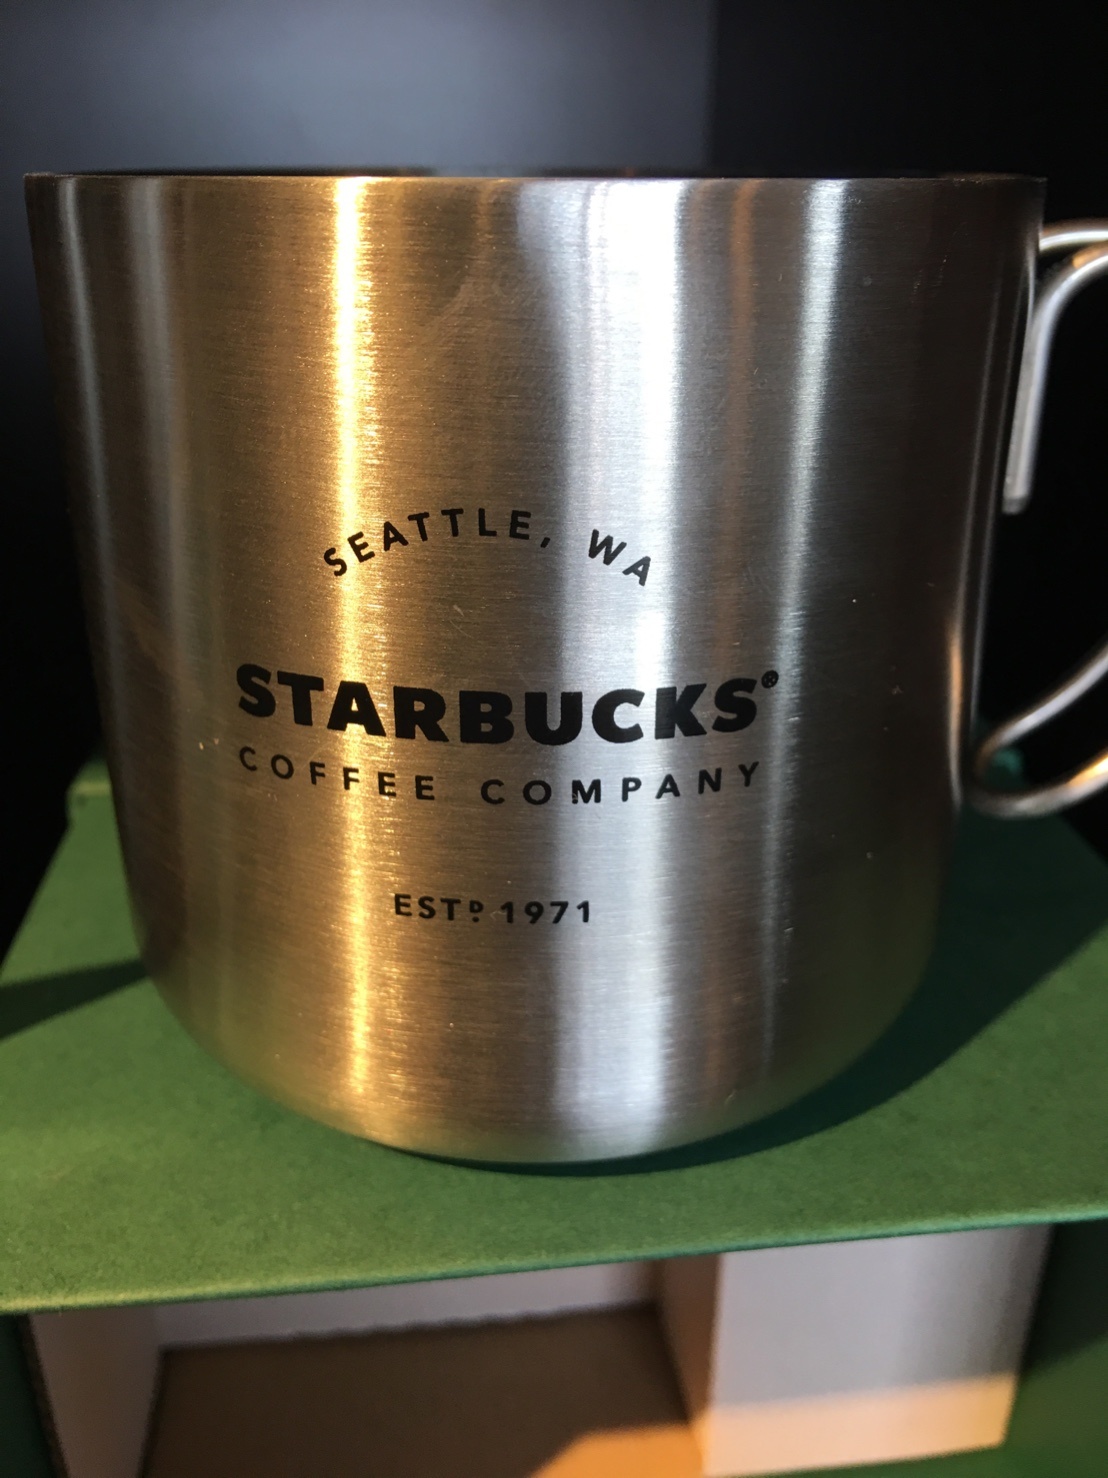 SEATTLE, WA
STARBUCKS®
COFFEE COMPANY
ESTᴰ 1971